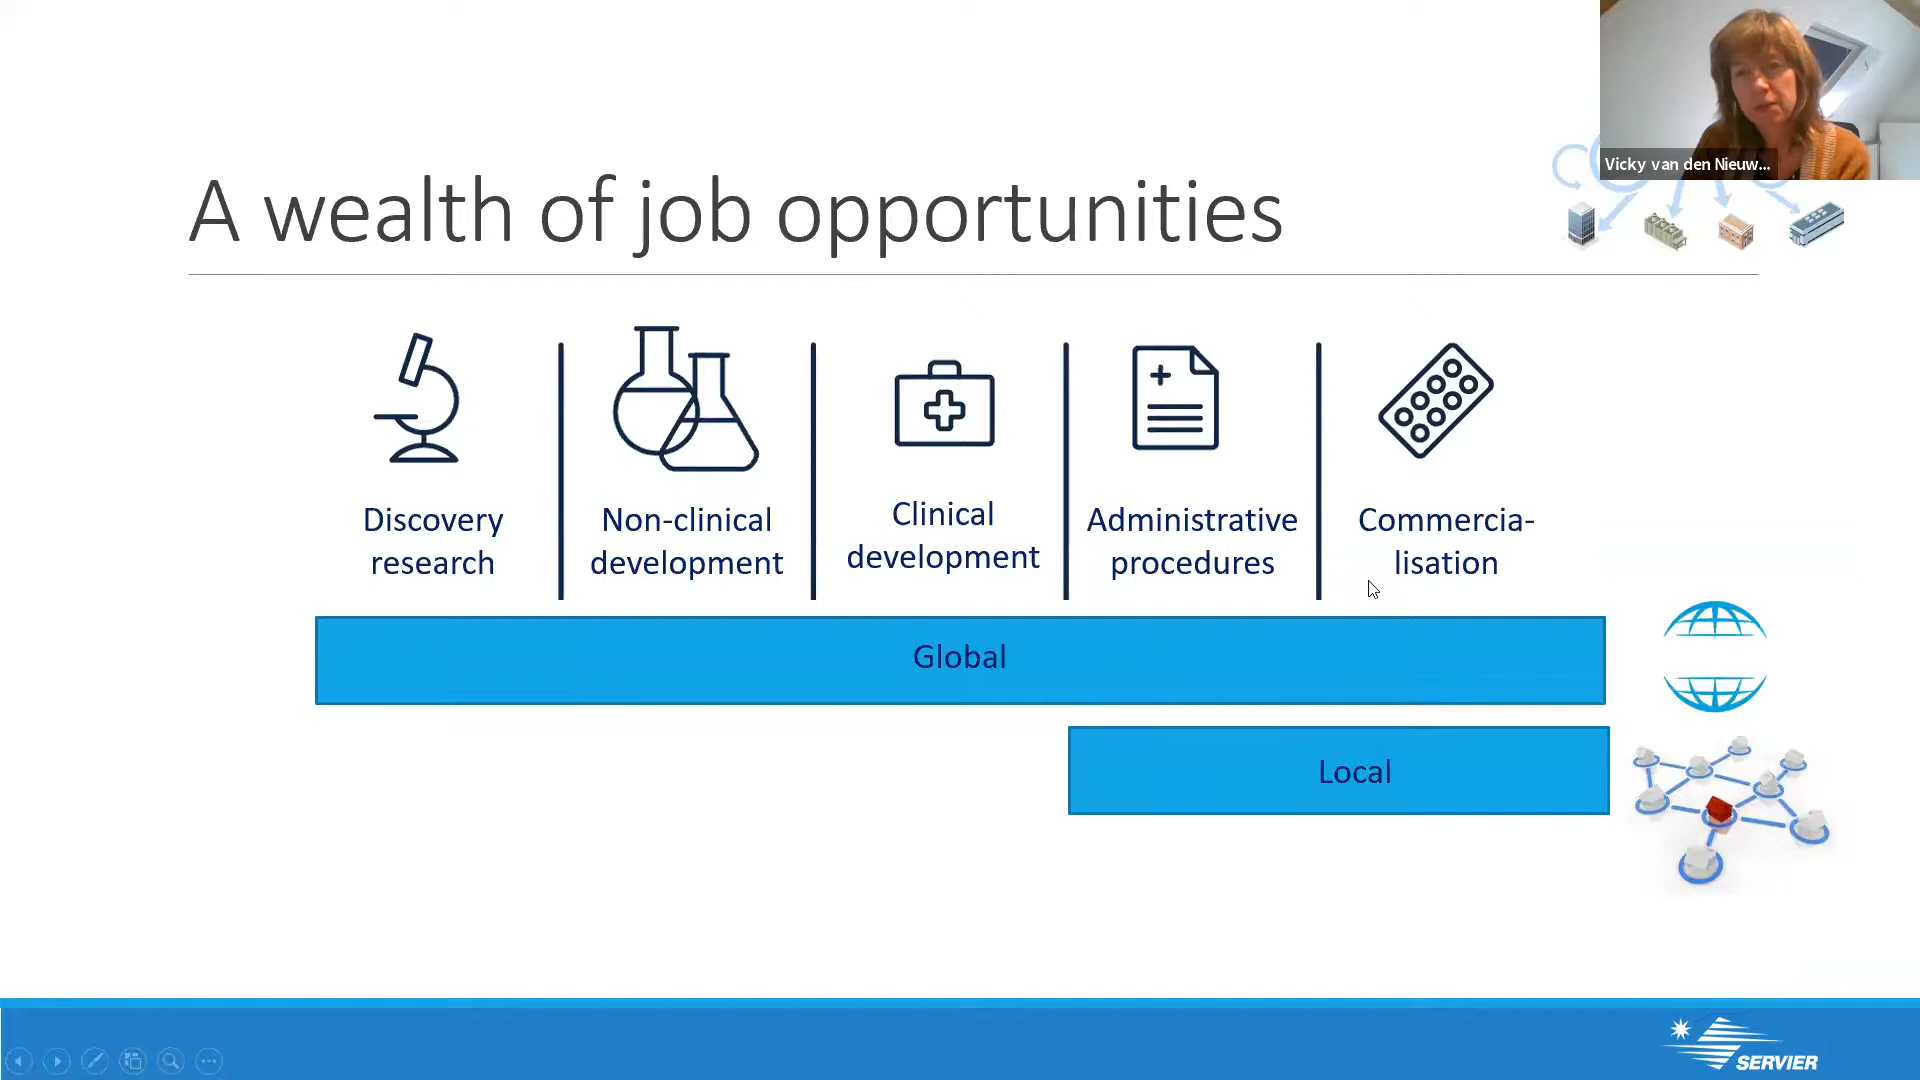 Vicky van den Nieuw...
A wealth of job opportunities
Discovery
research
Non-clinical
development
Clinical
development
Administrative
procedures
Commercia-
lisation
Global
Local
SERVIER